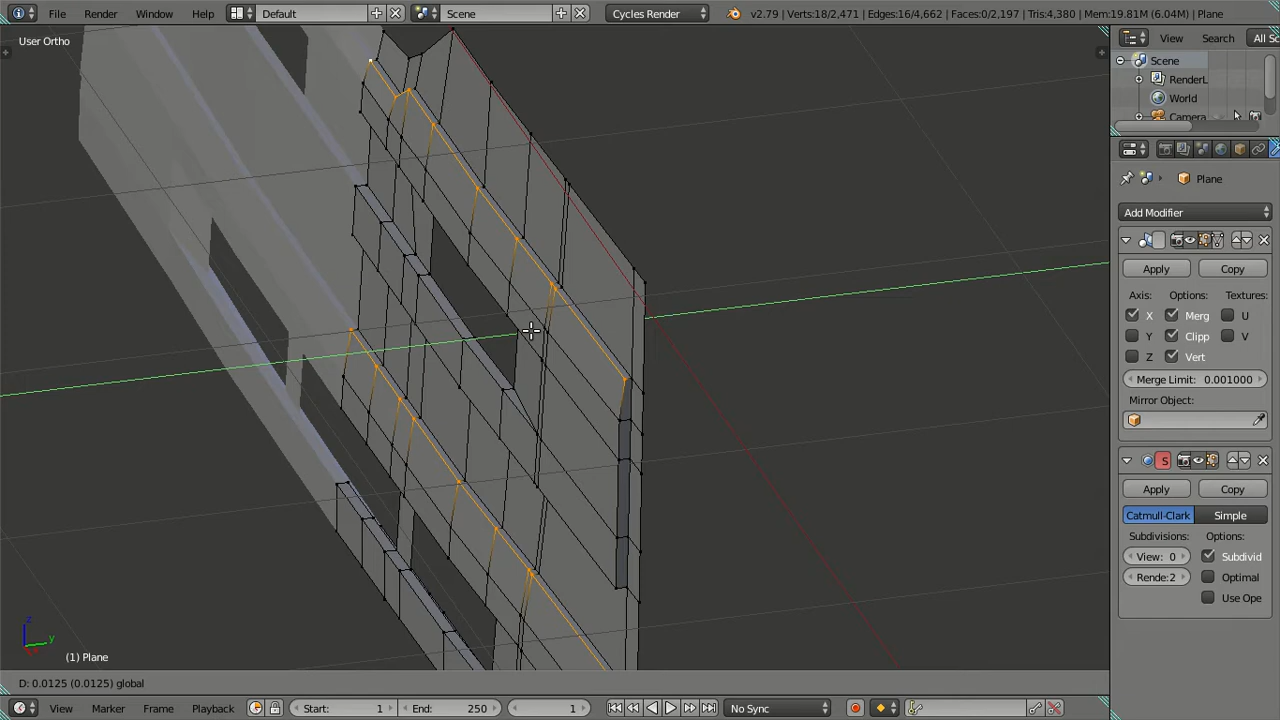 File Render Window Help Default Scene Cycles Render v2.79 | Verts:18/2,471 | Edges:16/4,662 | Faces:0/2,197 | Tris:4,380 | Mem:19.81M (6.04M) | Plane
User Ortho
View Search All Sc
Scene
RenderL
World
Camera
Plane
Add Modifier
Apply Copy
Axis: Options: Textures:
X Merg U
Y Clipp V
Z Vert
Merge Limit: 0.001000
Mirror Object:
S
Apply Copy
Catmull-Clark Simple
Subdivisions: Options:
View: 0 Subdivid
Rende:2 Optimal
Use Ope
z
y
(1) Plane
D: 0.0125 (0.0125) global
View Marker Frame Playback Start: 1 End: 250 1 No Sync